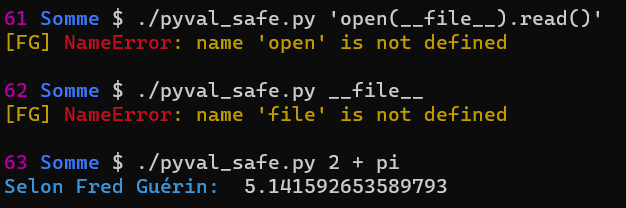 61 Somme $ ./pyval_safe.py 'open(__file__).read()'
[FG] NameError: name 'open' is not defined
62 Somme $ ./pyval_safe.py __file__
[FG] NameError: name 'file' is not defined
63 Somme $ ./pyval_safe.py 2 + pi
Selon Fred Guérin:  5.141592653589793